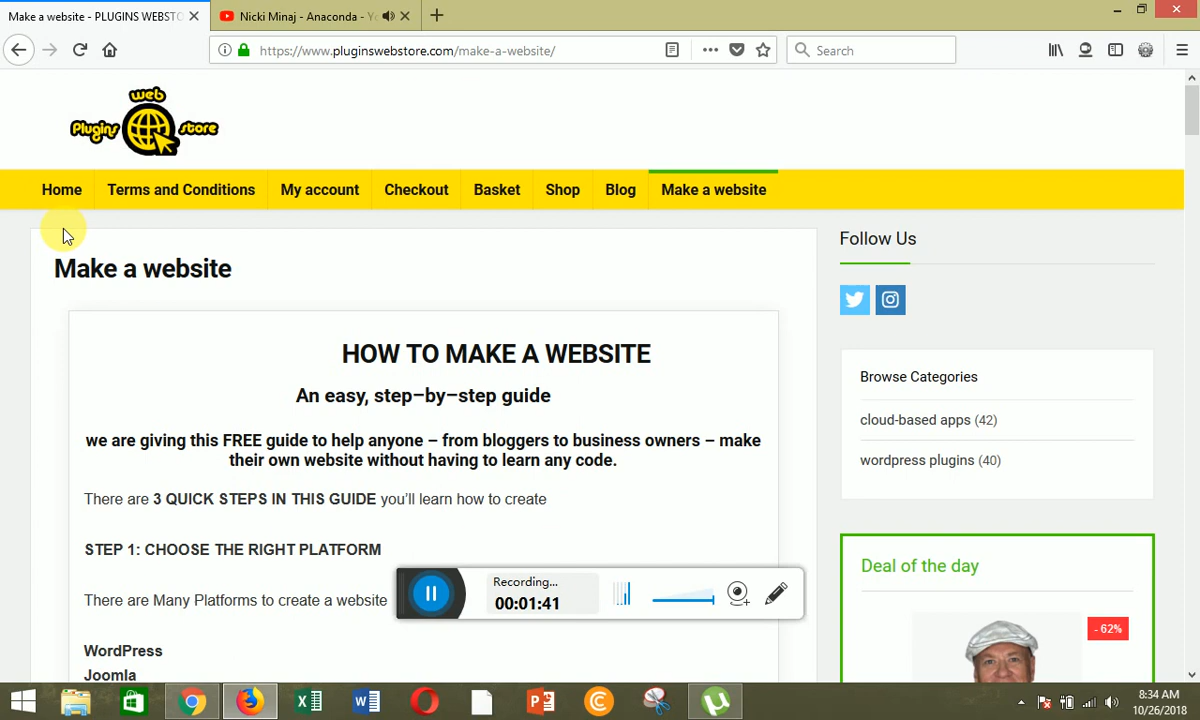 Make a website - PLUGINS WEBSTO
Nicki Minaj - Anaconda - Yo
https://www.pluginswebstore.com/make-a-website/
Search
Plugins web store
Home
Terms and Conditions
My account
Checkout
Basket
Shop
Blog
Make a website
Make a website
HOW TO MAKE A WEBSITE
An easy, step–by–step guide
we are giving this FREE guide to help anyone – from bloggers to business owners – make
their own website without having to learn any code.
There are 3 QUICK STEPS IN THIS GUIDE you'll learn how to create
STEP 1: CHOOSE THE RIGHT PLATFORM
There are Many Platforms to create a website
WordPress
Joomla
Follow Us
Browse Categories
cloud-based apps (42)
wordpress plugins (40)
Deal of the day
- 62%
Recording...
00:01:41
8:34 AM
10/26/2018